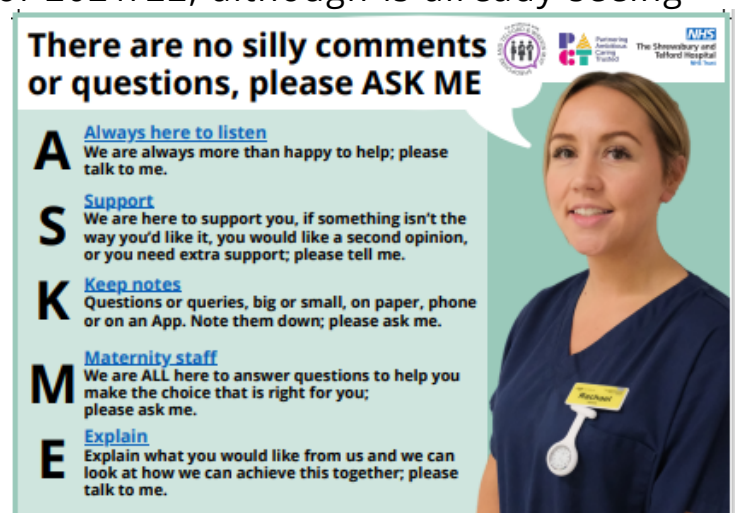 of 2021/22, although is already seeing
There are no silly comments
or questions, please ASK ME
Partnering
Ambitious
Caring
Trusted
NHS
The Shrewsbury and
Telford Hospital
NHS Trust
A
Always here to listen
We are always more than happy to help; please
talk to me.
S
Support
We are here to support you, if something isn't the
way you'd like it, you would like a second opinion,
or you need extra support; please tell me.
K
Keep notes
Questions or queries, big or small, on paper, phone
or on an App. Note them down; please ask me.
M
Maternity staff
We are ALL here to answer questions to help you
make the choice that is right for you;
please ask me.
E
Explain
Explain what you would like from us and we can
look at how we can achieve this together; please
talk to me.
Rachael